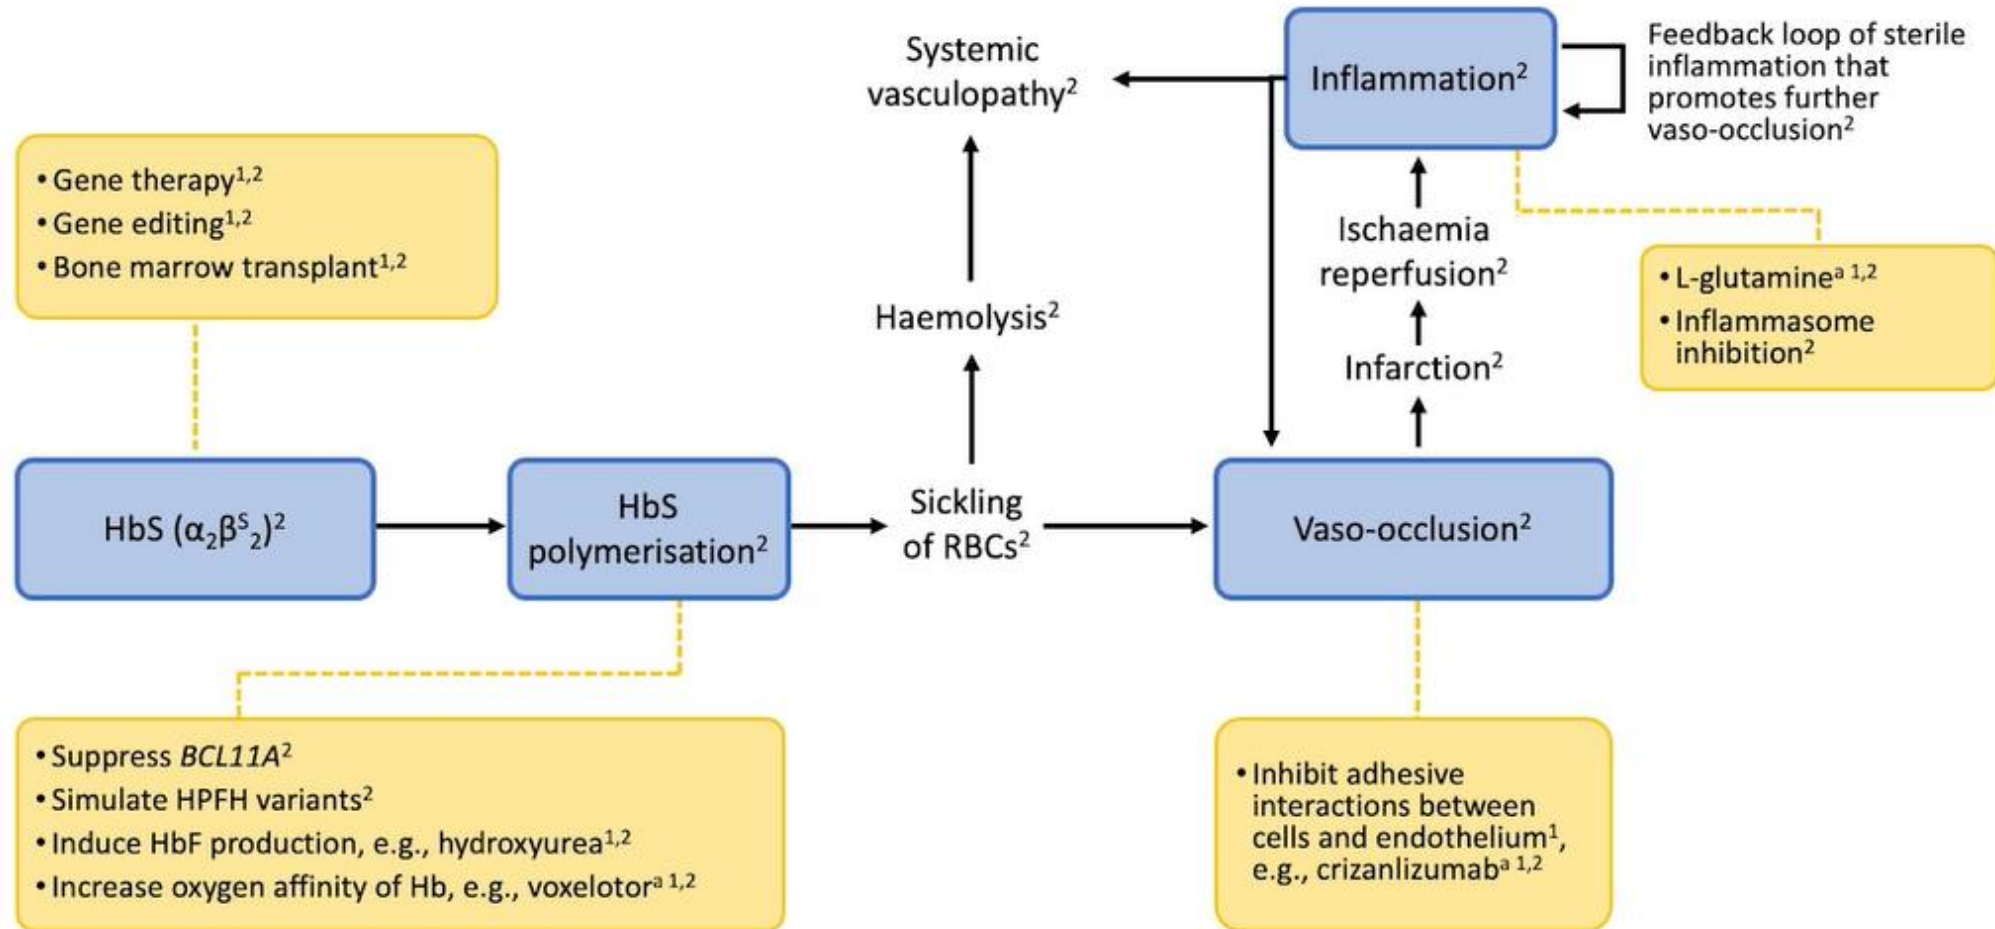 Systemic
vasculopathy²
Inflammation²
Feedback loop of sterile
inflammation that
promotes further
vaso-occlusion²
• Gene therapy¹,²
• Gene editing¹,²
• Bone marrow transplant¹,²
Haemolysis²
Ischaemia
reperfusion²
Infarction²
• L-glutamineᵃ ¹,²
• Inflammasome
inhibition²
HbS (α₂βˢ₂)²
HbS
polymerisation²
Sickling
of RBCs²
Vaso-occlusion²
• Suppress BCL11A²
• Simulate HPFH variants²
• Induce HbF production, e.g., hydroxyurea¹,²
• Increase oxygen affinity of Hb, e.g., voxelotorᵃ ¹,²
• Inhibit adhesive
interactions between
cells and endothelium¹,
e.g., crizanlizumabᵃ ¹,²